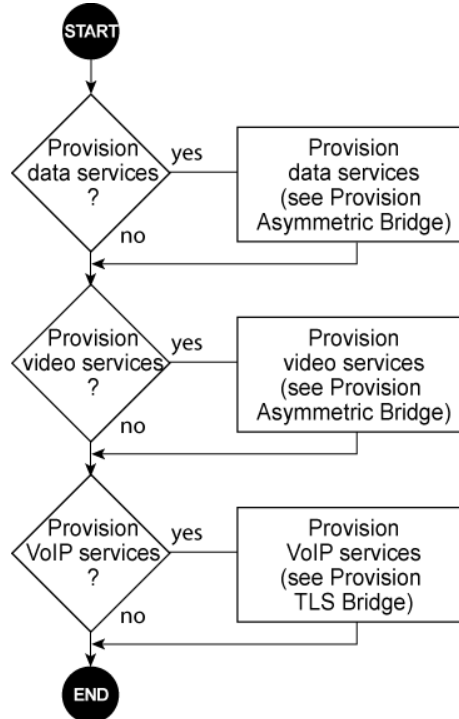 START
Provision
data services
?
yes
Provision
data services
(see Provision
Asymmetric Bridge)
no
Provision
video services
?
yes
Provision
video services
(see Provision
Asymmetric Bridge)
no
Provision
VoIP services
?
yes
Provision
VoIP services
(see Provision
TLS Bridge)
no
END